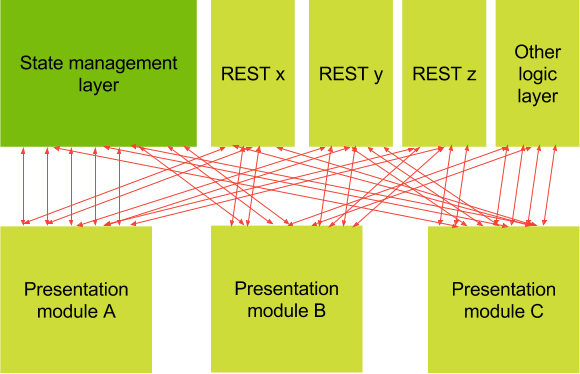 State management
layer
REST x
REST y
REST z
Other
logic
layer
Presentation
module A
Presentation
module B
Presentation
module C